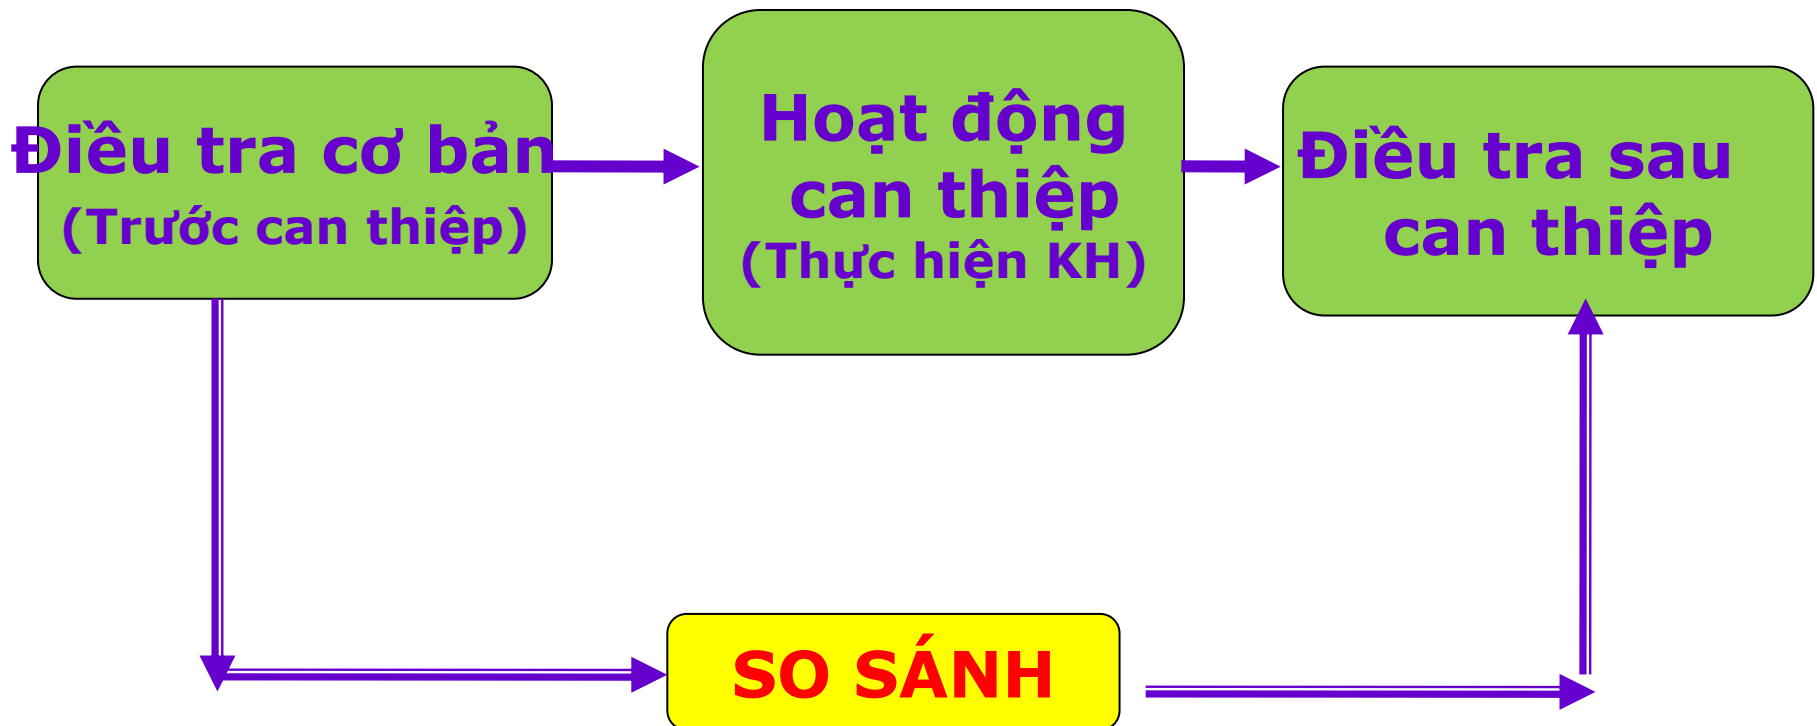 Điều tra cơ bản
(Trước can thiệp)
Hoạt động
can thiệp
(Thực hiện KH)
Điều tra sau
can thiệp
SO SÁNH